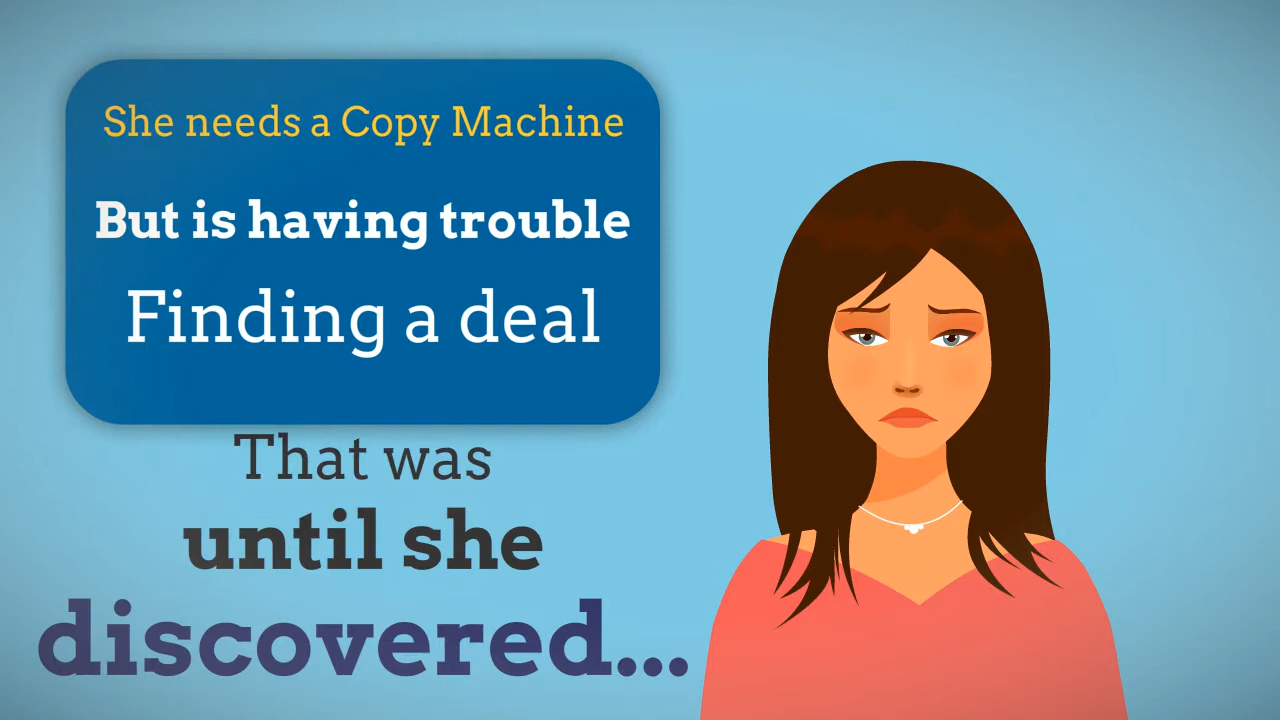 She needs a Copy Machine
But is having trouble
Finding a deal
That was
until she
discovered...